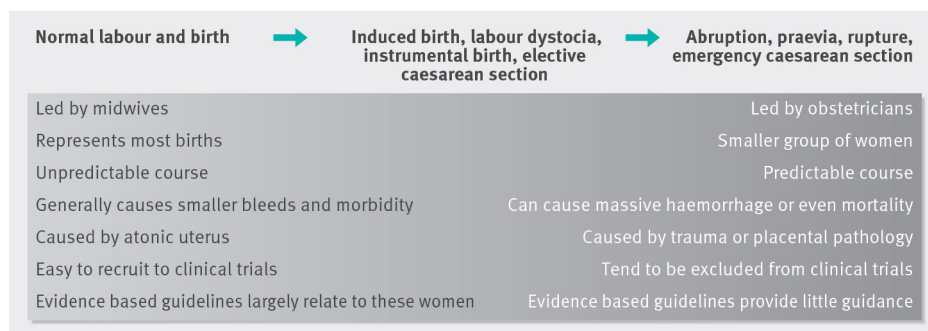 Normal labour and birth
Induced birth, labour dystocia,
instrumental birth, elective
caesarean section
Abruption, praevia, rupture,
emergency caesarean section
Led by midwives
Led by obstetricians
Represents most births
Smaller group of women
Unpredictable course
Predictable course
Generally causes smaller bleeds and morbidity
Can cause massive haemorrhage or even mortality
Caused by atonic uterus
Caused by trauma or placental pathology
Easy to recruit to clinical trials
Tend to be excluded from clinical trials
Evidence based guidelines largely relate to these women
Evidence based guidelines provide little guidance